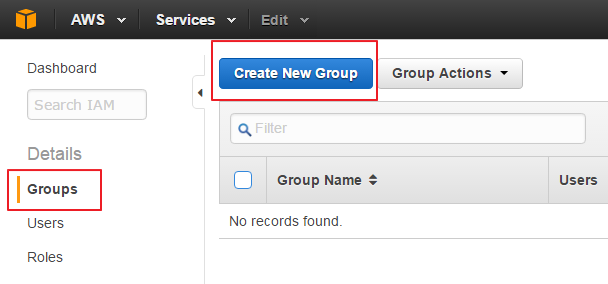 AWS Services Edit
Dashboard
Search IAM
Details
Groups
Users
Roles
Create New Group Group Actions
Filter
Group Name Users
No records found.